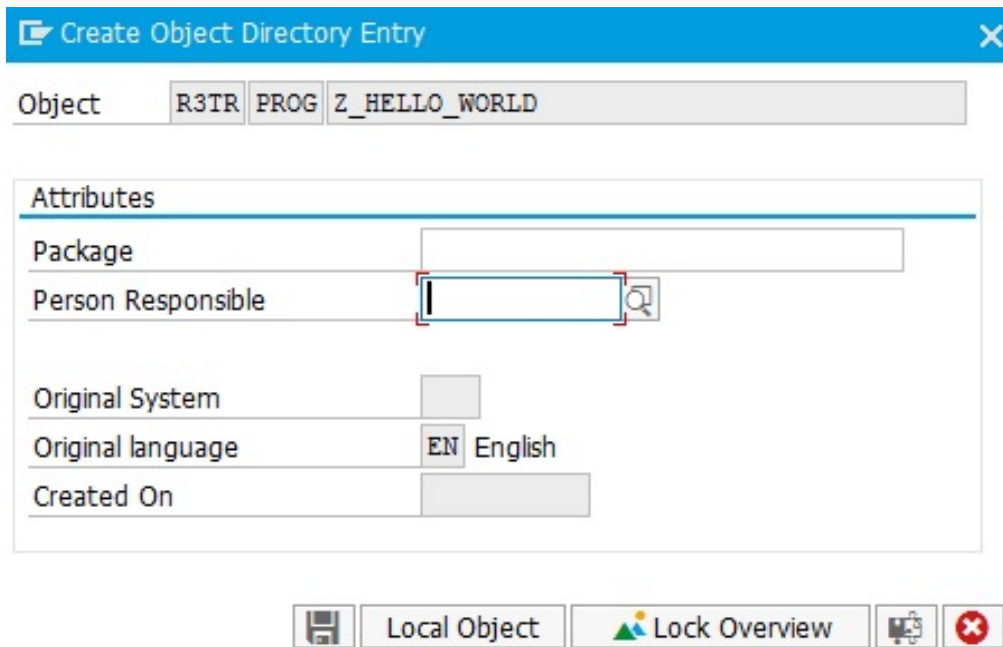 Create Object Directory Entry
Object R3TR PROG Z_HELLO_WORLD
Attributes
Package
Person Responsible
Original System
Original language EN English
Created On
Local Object Lock Overview